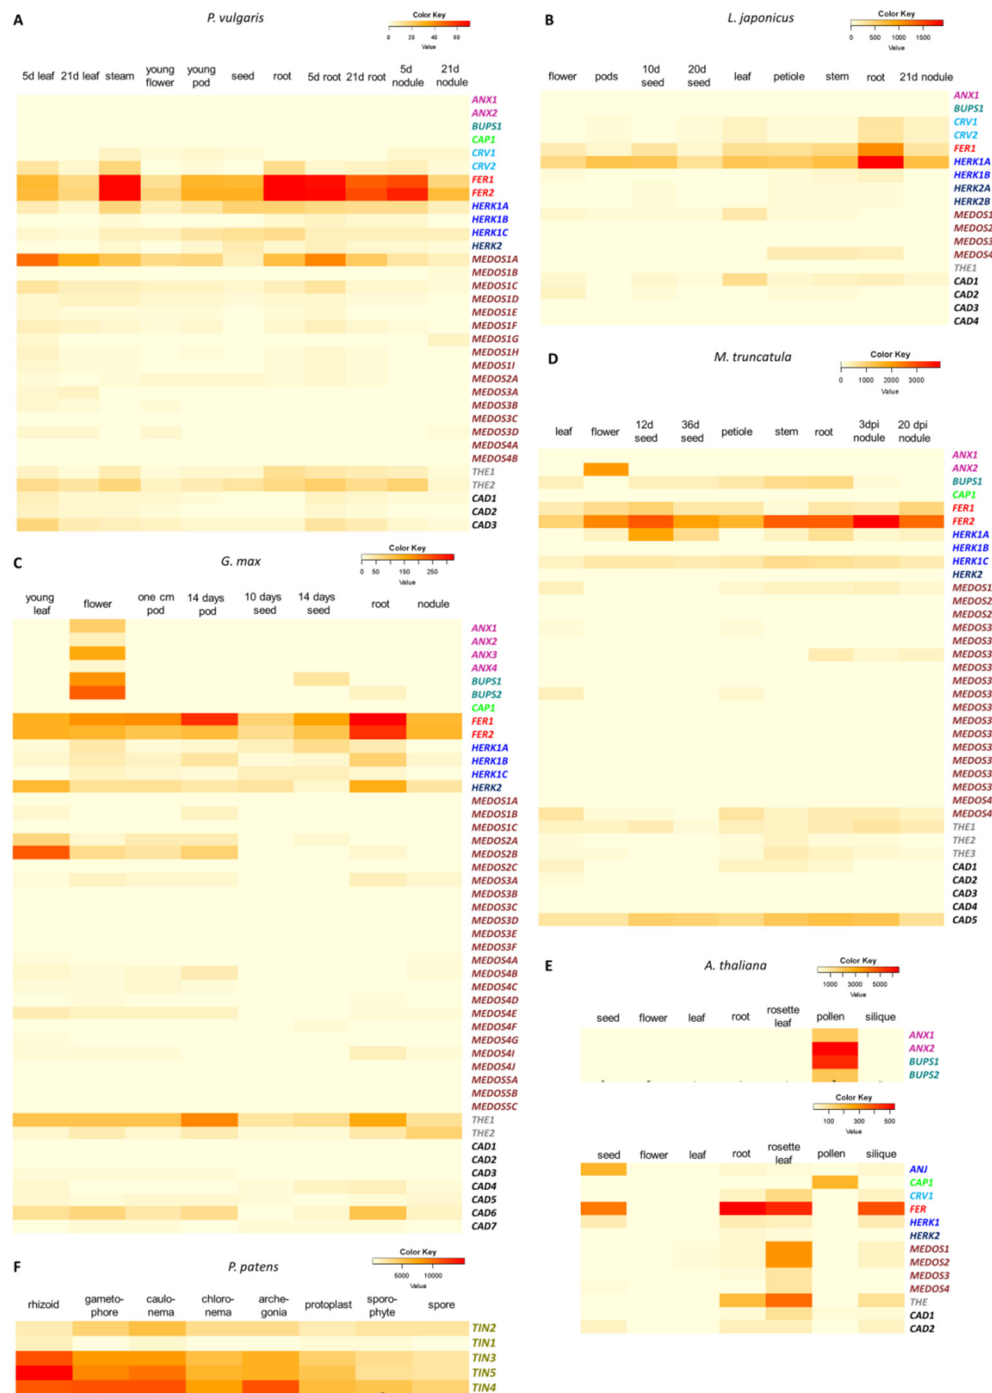 A
P. vulgaris
Color Key
0 20 40 60
Value
5d leaf 21d leaf steam young flower young pod seed root 5d root 21d root 5d nodule 21d nodule
ANX1
ANX2
BUPS1
CAP1
CRV1
CRV2
FER1
FER2
HERK1A
HERK1B
HERK1C
HERK2
MEDOS1A
MEDOS1B
MEDOS1C
MEDOS1D
MEDOS1E
MEDOS1F
MEDOS1G
MEDOS1H
MEDOS1I
MEDOS2A
MEDOS3A
MEDOS3B
MEDOS3C
MEDOS3D
MEDOS4A
MEDOS4B
THE1
THE2
CAD1
CAD2
CAD3
B
L. japonicus
Color Key
0 500 1000 1500
Value
flower pods 10d seed 20d seed leaf petiole stem root 21d nodule
ANX1
BUPS1
CRV1
CRV2
FER1
HERK1A
HERK1B
HERK2A
HERK2B
MEDOS1
MEDOS2
MEDOS3
MEDOS4
THE1
CAD1
CAD2
CAD3
CAD4
C
G. max
Color Key
0 50 150 250
Value
young leaf flower one cm pod 14 days pod 10 days seed 14 days seed root nodule
ANX1
ANX2
ANX3
ANX4
BUPS1
BUPS2
CAP1
FER1
FER2
HERK1A
HERK1B
HERK1C
HERK2
MEDOS1A
MEDOS1B
MEDOS1C
MEDOS2A
MEDOS2B
MEDOS2C
MEDOS3A
MEDOS3B
MEDOS3C
MEDOS3D
MEDOS3E
MEDOS3F
MEDOS4A
MEDOS4B
MEDOS4C
MEDOS4D
MEDOS4E
MEDOS4F
MEDOS4G
MEDOS4I
MEDOS4J
MEDOS5A
MEDOS5B
MEDOS5C
THE1
THE2
CAD1
CAD2
CAD3
CAD4
CAD5
CAD6
CAD7
D
M. truncatula
Color Key
0 1000 2000 3000
Value
leaf flower 12d seed 36d seed petiole stem root 3dpi nodule 20 dpi nodule
ANX1
ANX2
BUPS1
CAP1
FER1
FER2
HERK1A
HERK1B
HERK1C
HERK2
MEDOS1
MEDOS2
MEDOS2
MEDOS3
MEDOS3
MEDOS3
MEDOS3
MEDOS3
MEDOS3
MEDOS3
MEDOS3
MEDOS3
MEDOS3
MEDOS3
MEDOS3
MEDOS3
MEDOS4
MEDOS4
THE1
THE2
THE3
CAD1
CAD2
CAD3
CAD4
CAD5
E
A. thaliana
Color Key
1000 3000 5000
Value
seed flower leaf root rosette leaf pollen silique
ANX1
ANX2
BUPS1
BUPS2
Color Key
100 300 500
Value
seed flower leaf root rosette leaf pollen silique
ANJ
CAP1
CRV1
FER
HERK1
HERK2
MEDOS1
MEDOS2
MEDOS3
MEDOS4
THE
CAD1
CAD2
F
P. patens
Color Key
5000 10000
Value
rhizoid gameto-phore caulo-nema chloro-nema arche-gonia protoplast sporo-phyte spore
TIN2
TIN1
TIN3
TIN5
TIN4